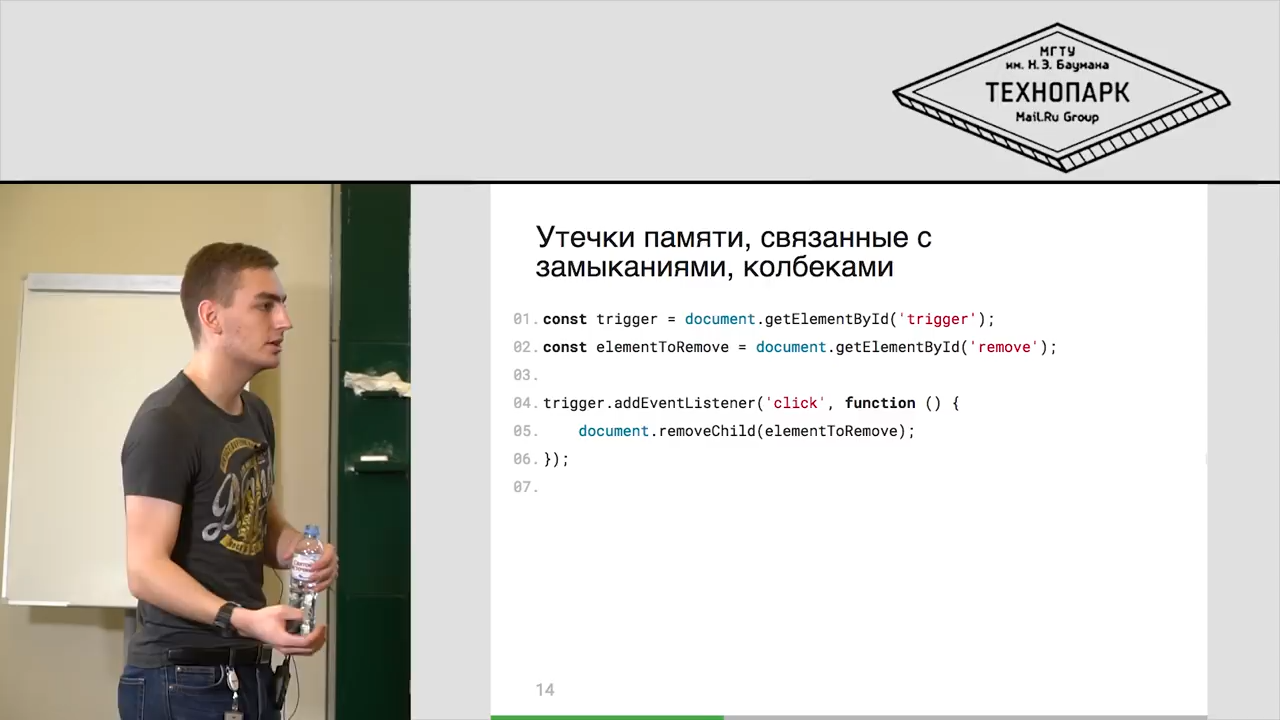 МГТУ
им. Н.Э. Баумана
ТЕХНОПАРК
Mail.Ru Group
Утечки памяти, связанные с
замыканиями, колбеками
01. const trigger = document.getElementById('trigger');
02. const elementToRemove = document.getElementById('remove');
03.
04. trigger.addEventListener('click', function () {
05. document.removeChild(elementToRemove);
06. });
07.
14